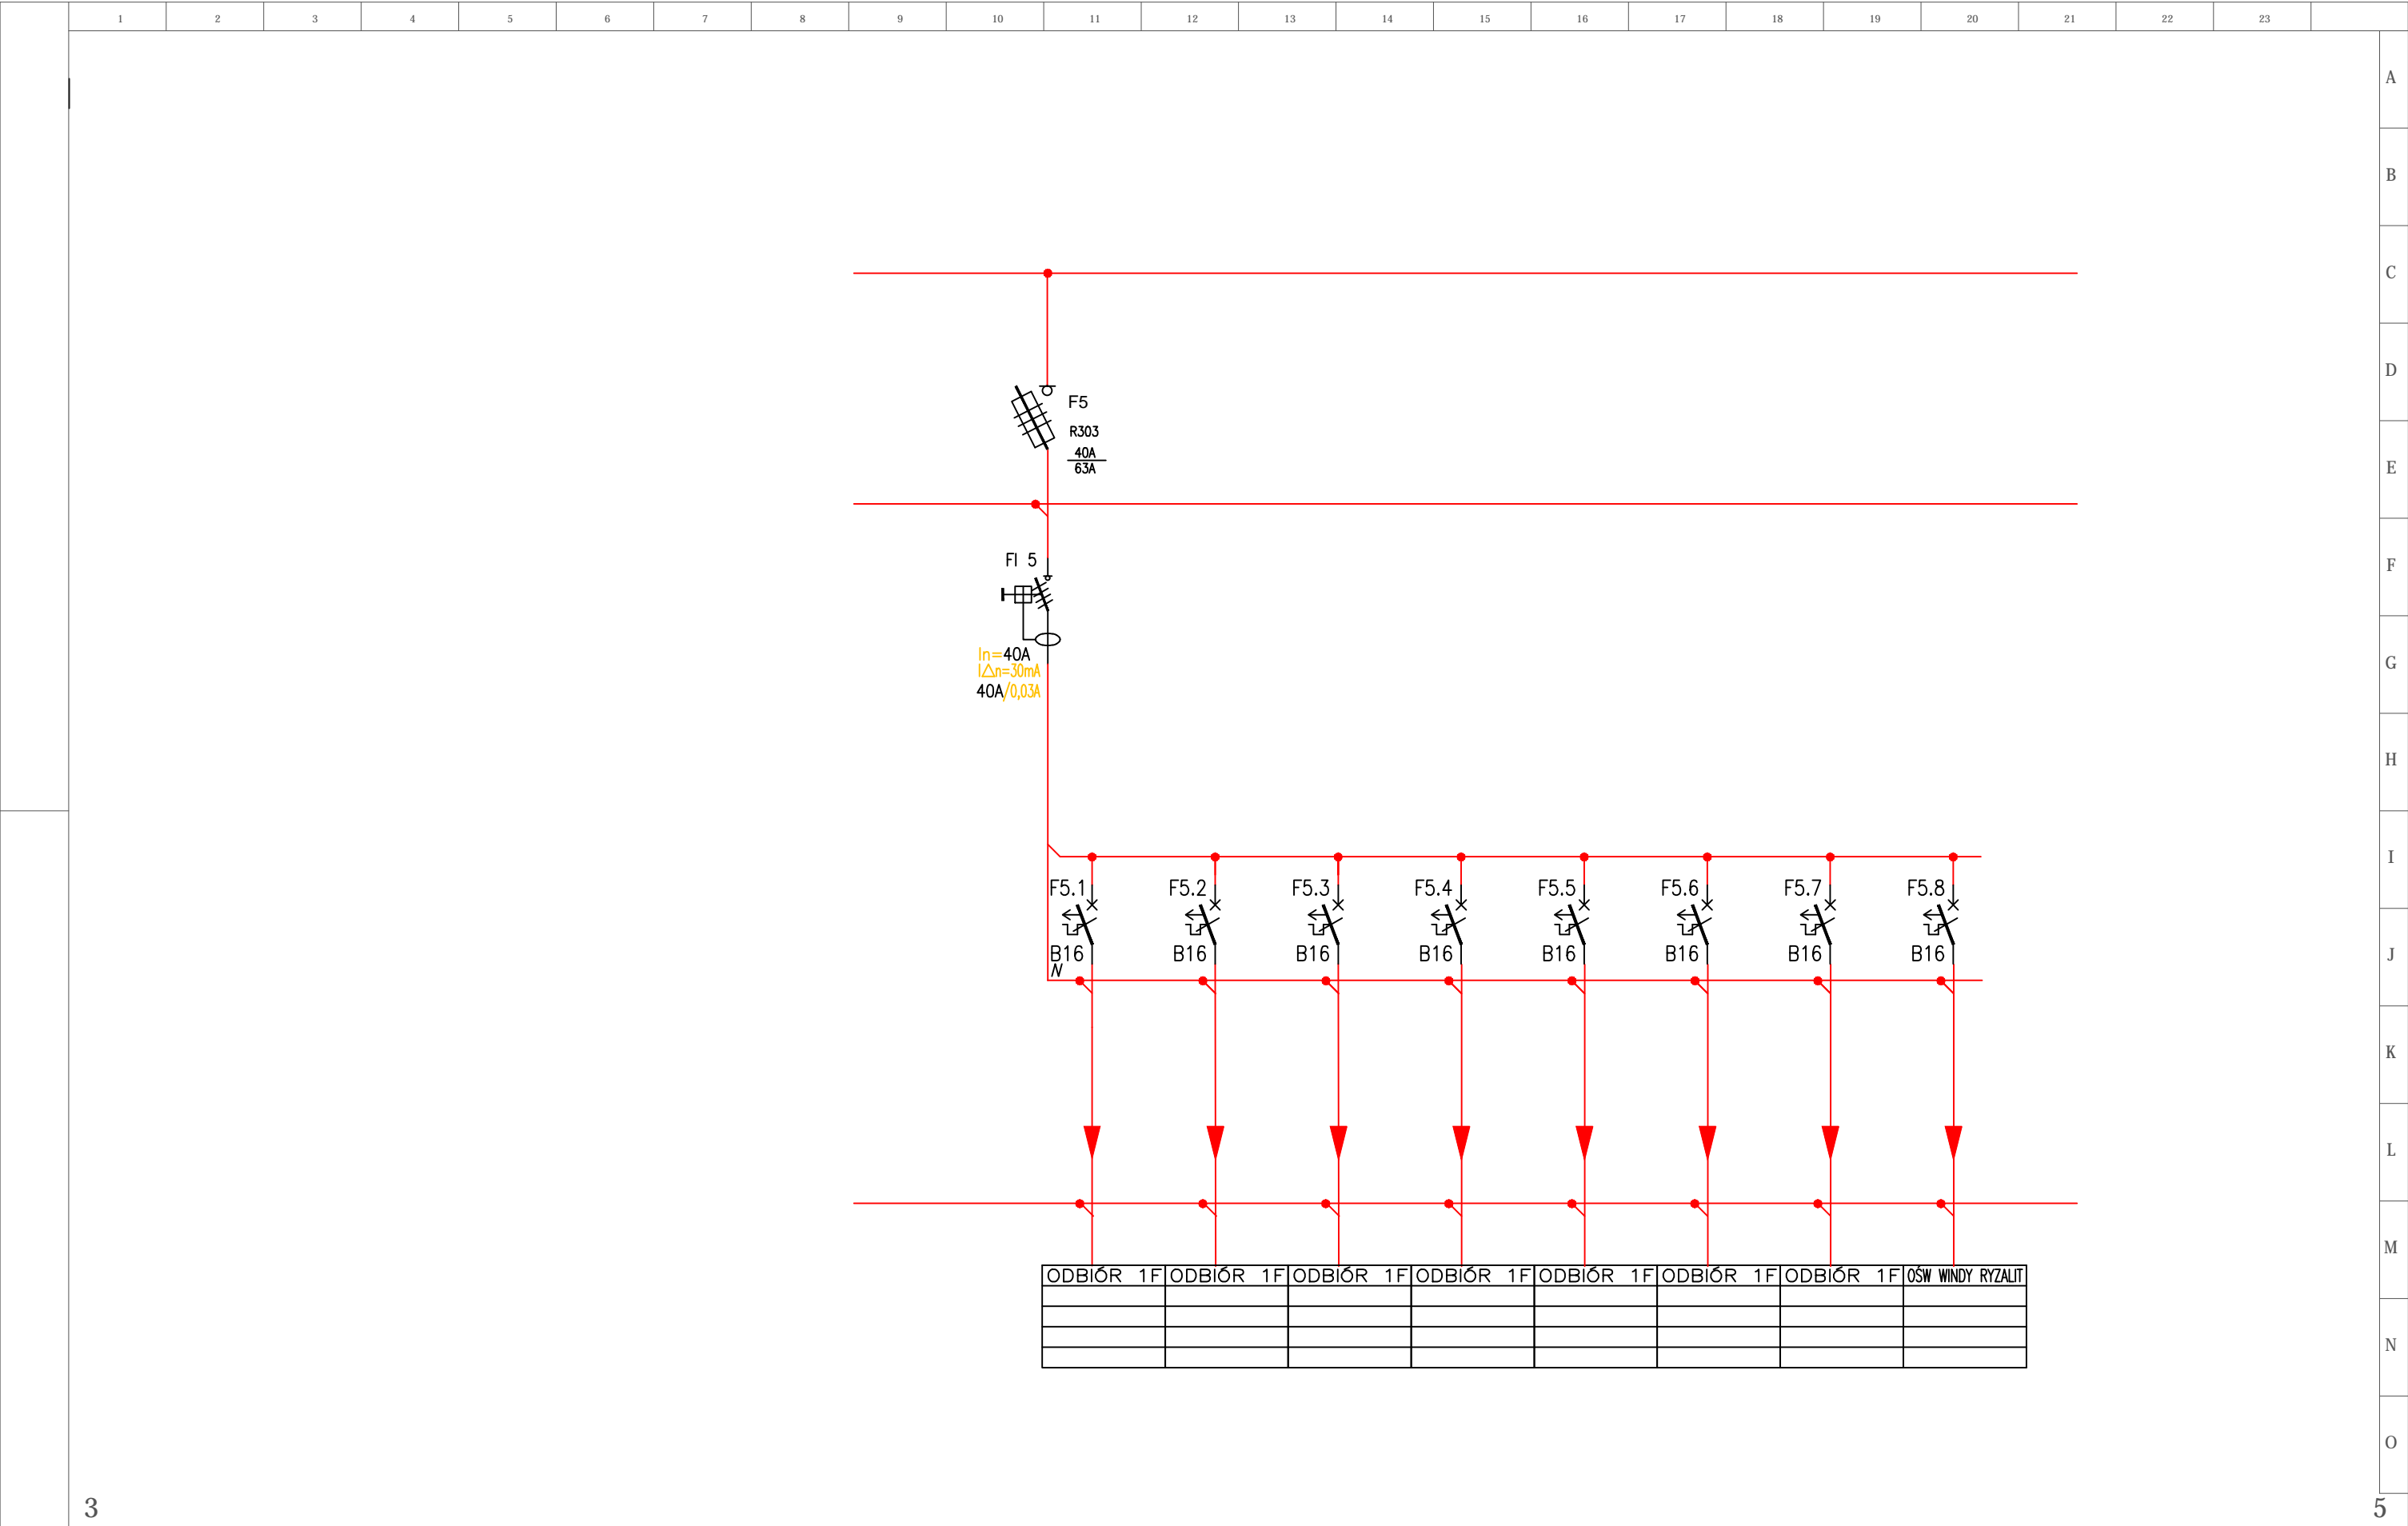 1 2 3 4 5 6 7 8 9 10 11 12 13 14 15 16 17 18 19 20 21 22 23
A
B
C
D
F5
R303
40A
63A
E
FI 5
F
In=40A
I△n=30mA
40A/0,03A
G
H
I
F5.1 F5.2 F5.3 F5.4 F5.5 F5.6 F5.7 F5.8
B16 B16 B16 B16 B16 B16 B16 B16
J
N
K
L
M
ODBIÓR 1F ODBIÓR 1F ODBIÓR 1F ODBIÓR 1F ODBIÓR 1F ODBIÓR 1F ODBIÓR 1F OŚW WINDY RYZALIT
N
O
3 5